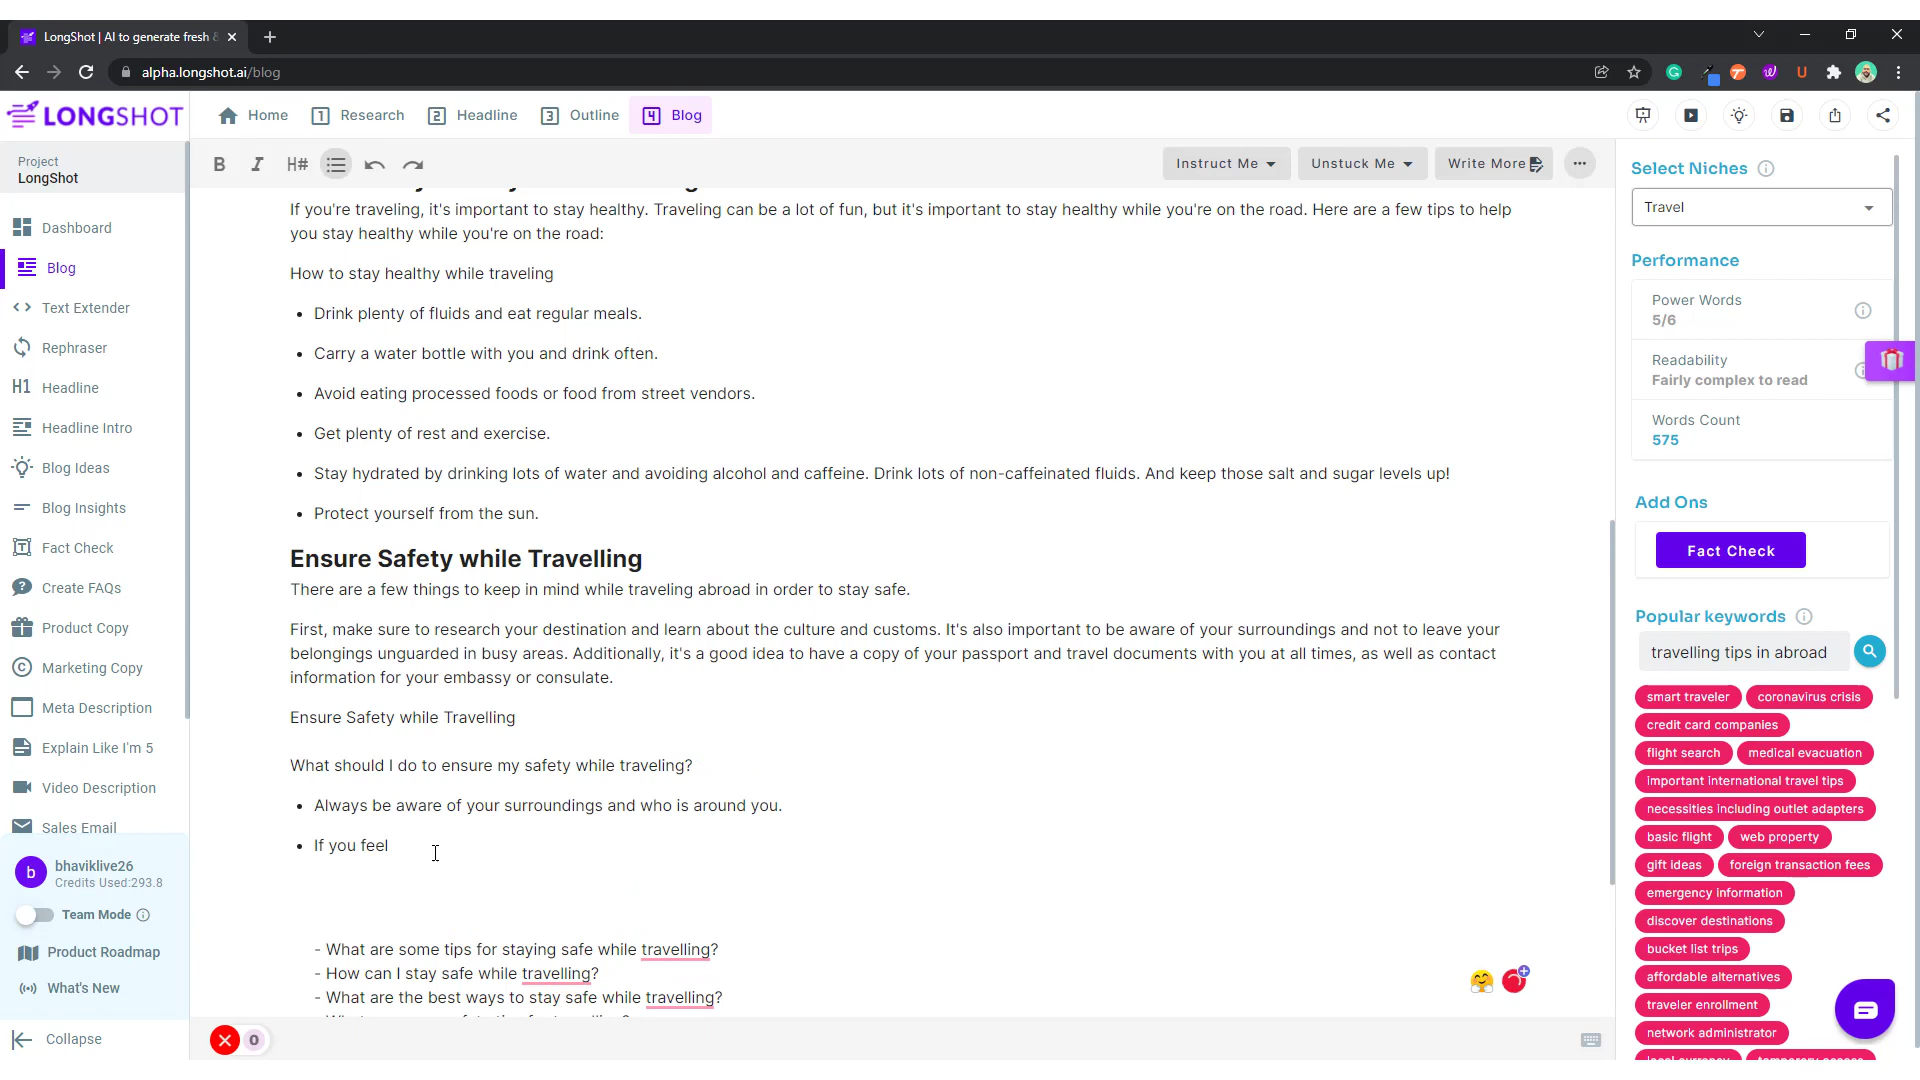 LongShot | AI to generate fresh &
alpha.longshot.ai/blog
LONGSHOT
Home
1 Research
2 Headline
3 Outline
4 Blog
Project
LongShot
B I H#
Instruct Me
Unstuck Me
Write More
Dashboard
Blog
Text Extender
Rephraser
H1 Headline
Headline Intro
Blog Ideas
Blog Insights
Fact Check
Create FAQs
Product Copy
Marketing Copy
Meta Description
Explain Like I'm 5
Video Description
Sales Email
b
bhaviklive26
Credits Used:293.8
Team Mode
Product Roadmap
What's New
Collapse
If you're traveling, it's important to stay healthy. Traveling can be a lot of fun, but it's important to stay healthy while you're on the road. Here are a few tips to help
you stay healthy while you're on the road:
How to stay healthy while traveling
• Drink plenty of fluids and eat regular meals.
• Carry a water bottle with you and drink often.
• Avoid eating processed foods or food from street vendors.
• Get plenty of rest and exercise.
• Stay hydrated by drinking lots of water and avoiding alcohol and caffeine. Drink lots of non-caffeinated fluids. And keep those salt and sugar levels up!
• Protect yourself from the sun.
Ensure Safety while Travelling
There are a few things to keep in mind while traveling abroad in order to stay safe.
First, make sure to research your destination and learn about the culture and customs. It's also important to be aware of your surroundings and not to leave your
belongings unguarded in busy areas. Additionally, it's a good idea to have a copy of your passport and travel documents with you at all times, as well as contact
information for your embassy or consulate.
Ensure Safety while Travelling
What should I do to ensure my safety while traveling?
• Always be aware of your surroundings and who is around you.
• If you feel
- What are some tips for staying safe while travelling?
- How can I stay safe while travelling?
- What are the best ways to stay safe while travelling?
0
Select Niches
Travel
Performance
Power Words
5/6
Readability
Fairly complex to read
Words Count
575
Add Ons
Fact Check
Popular keywords
travelling tips in abroad
smart traveler
coronavirus crisis
credit card companies
flight search
medical evacuation
important international travel tips
necessities including outlet adapters
basic flight
web property
gift ideas
foreign transaction fees
emergency information
discover destinations
bucket list trips
affordable alternatives
traveler enrollment
network administrator